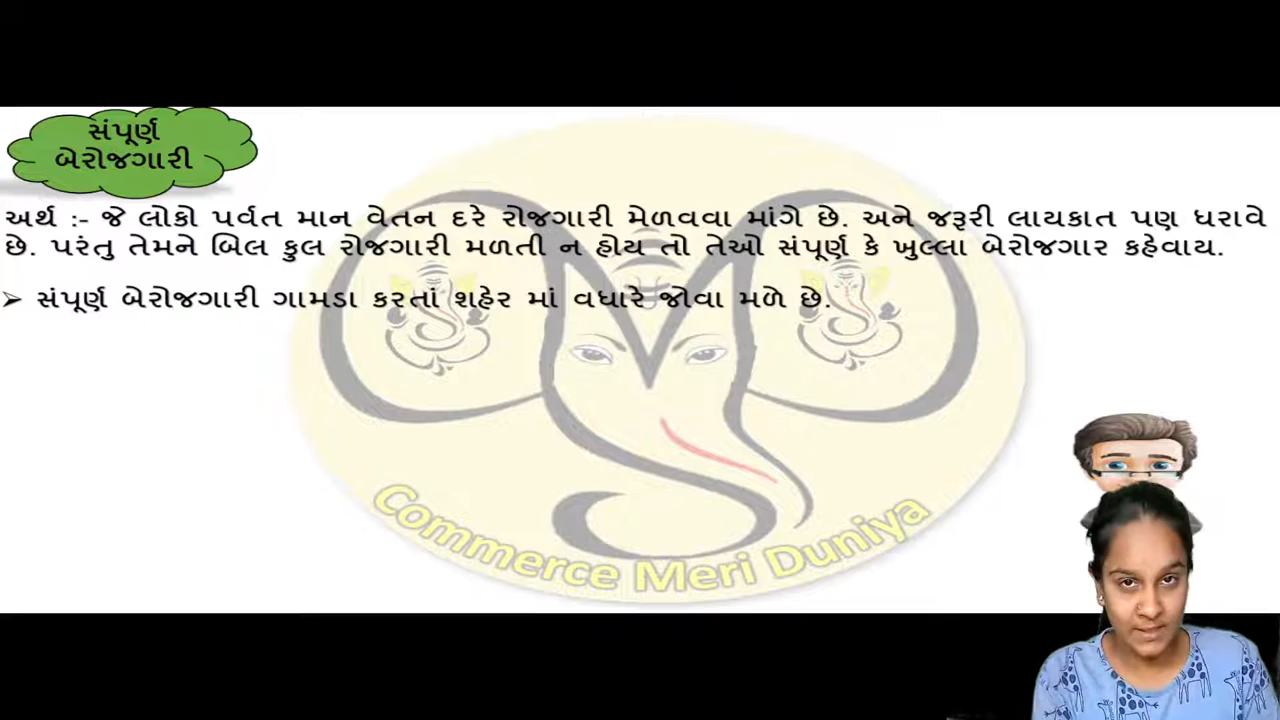 સંપૂર્ણ
બેરોજગારી
અર્થ :- જે લોકો પર્વત માન વેતન દરે રોજગારી મેળવવા માંગે છે. અને જરૂરી લાયકાત પણ ધરાવે
છે. પરંતુ તેમને બિલ કુલ રોજગારી મળતી ન હોય તો તેઓ સંપૂર્ણ કે ખુલ્લા બેરોજગાર કહેવાય.
➢ સંપૂર્ણ બેરોજગારી ગામડા કરતાં શહેર માં વધારે જોવા મળે છે.
Commerce Meri Duniya